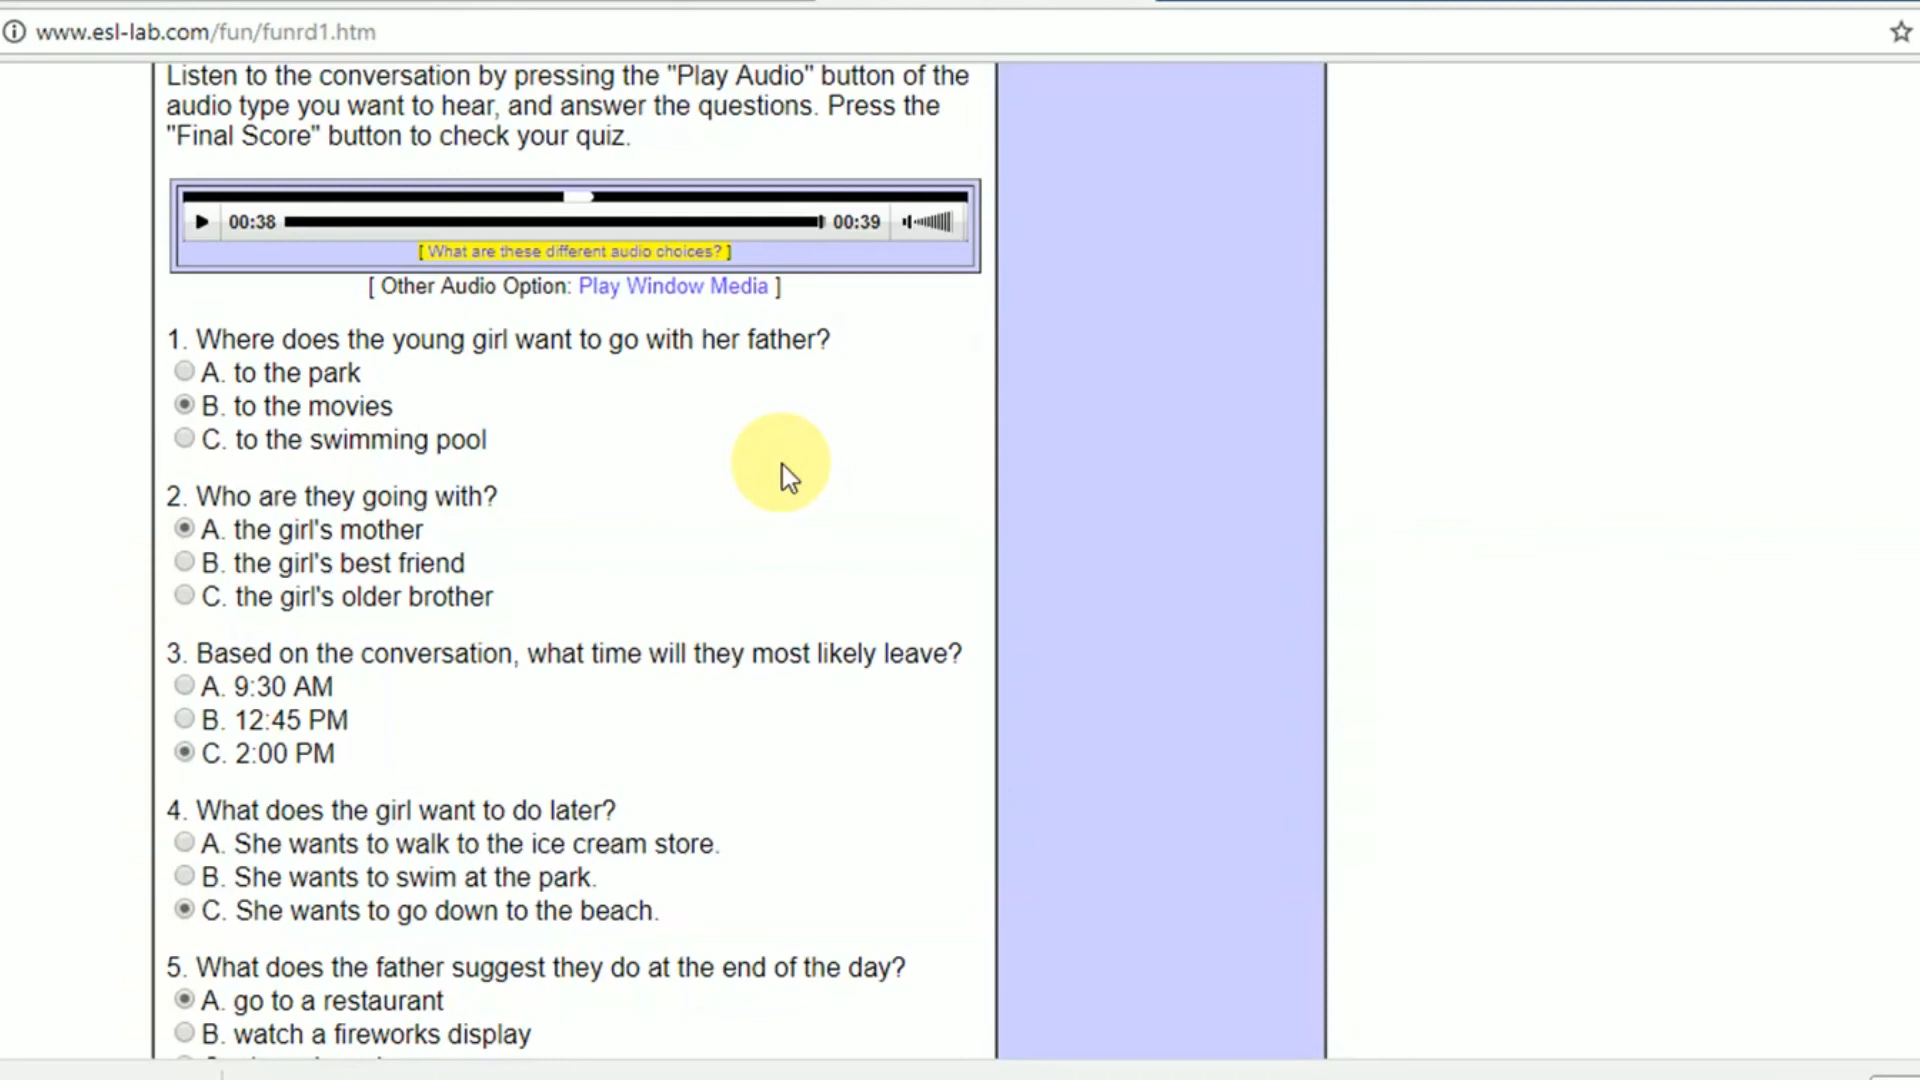 www.esl-lab.com/fun/funrd1.htm
Listen to the conversation by pressing the "Play Audio" button of the
audio type you want to hear, and answer the questions. Press the
"Final Score" button to check your quiz.
00:38 00:39
[ What are these different audio choices? ]
[ Other Audio Option: Play Window Media ]
1. Where does the young girl want to go with her father?
A. to the park
B. to the movies
C. to the swimming pool
2. Who are they going with?
A. the girl's mother
B. the girl's best friend
C. the girl's older brother
3. Based on the conversation, what time will they most likely leave?
A. 9:30 AM
B. 12:45 PM
C. 2:00 PM
4. What does the girl want to do later?
A. She wants to walk to the ice cream store.
B. She wants to swim at the park.
C. She wants to go down to the beach.
5. What does the father suggest they do at the end of the day?
A. go to a restaurant
B. watch a fireworks display